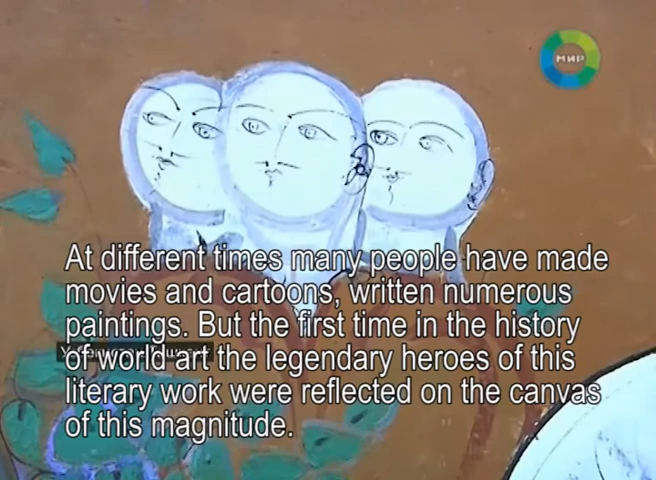 МИР
At different times many people have made
movies and cartoons, written numerous
paintings. But the first time in the history
of world art the legendary heroes of this
literary work were reflected on the canvas
of this magnitude.